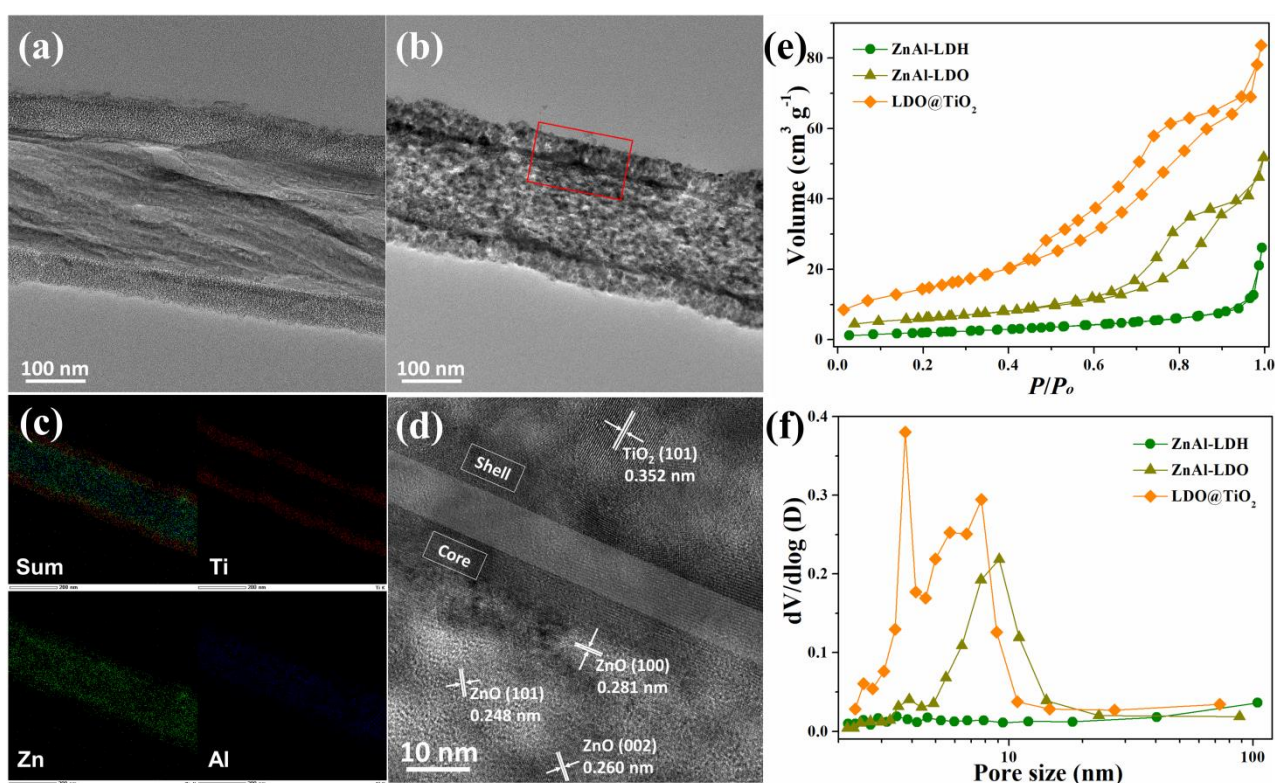 (a)
100 nm
(b)
100 nm
(c)
Sum
Ti
Zn
Al
(d)
TiO₂ (101)
0.352 nm
Shell
Core
ZnO (100)
0.281 nm
ZnO (101)
0.248 nm
ZnO (002)
0.260 nm
10 nm
(e)
ZnAl-LDH
ZnAl-LDO
LDO@TiO₂
Volume (cm³ g⁻¹)
80
60
40
20
0
0.0 0.2 0.4 0.6 0.8 1.0
P/Po
(f)
ZnAl-LDH
ZnAl-LDO
LDO@TiO₂
dV/dlog (D)
0.4
0.3
0.2
0.1
0.0
10 100
Pore size (nm)